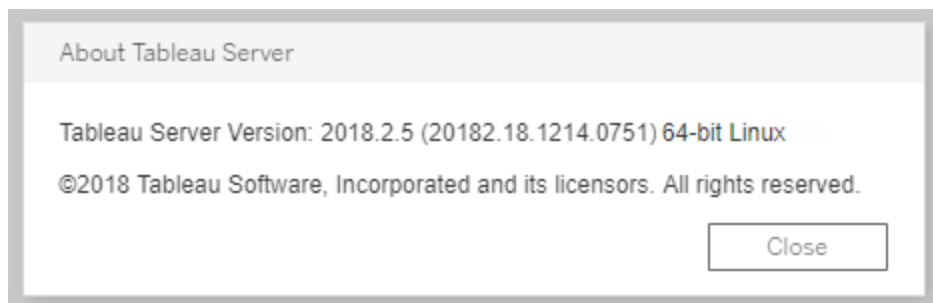 About Tableau Server
Tableau Server Version: 2018.2.5 (20182.18.1214.0751) 64-bit Linux
©2018 Tableau Software, Incorporated and its licensors. All rights reserved.
Close